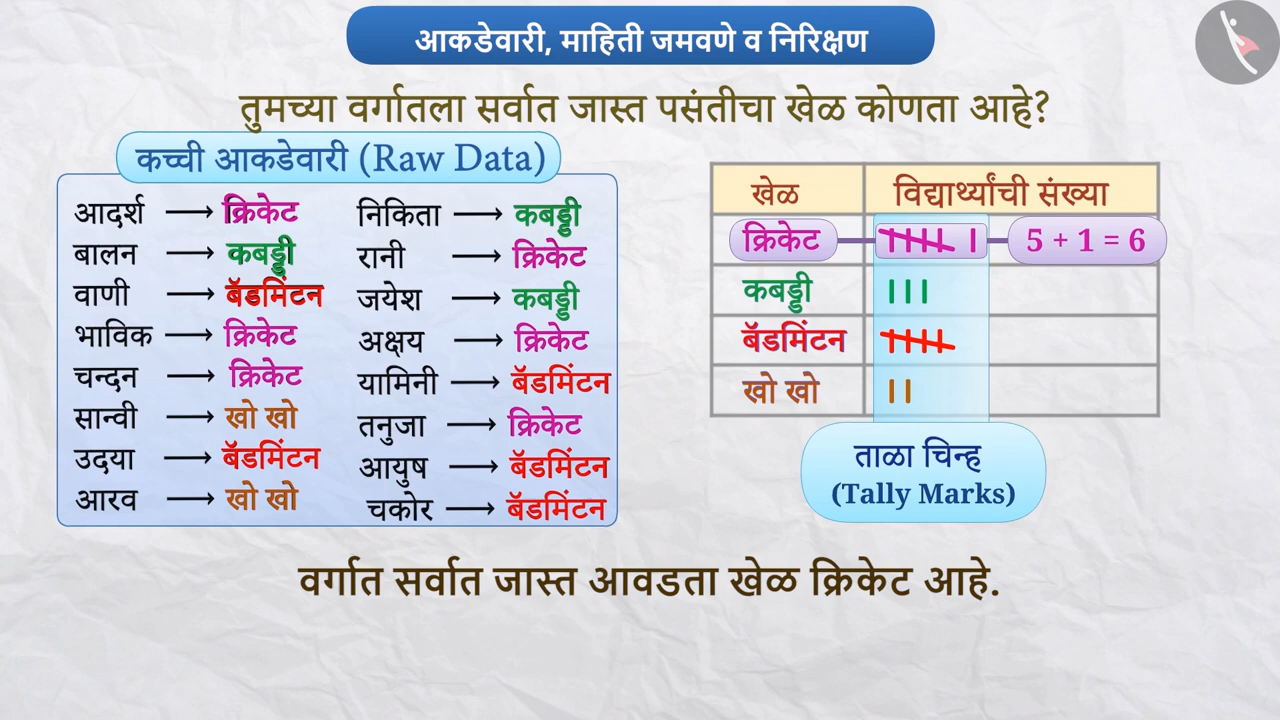 आकडेवारी, माहिती जमवणे व निरिक्षण
तुमच्या वर्गातला सर्वात जास्त पसंतीचा खेळ कोणता आहे?
कच्ची आकडेवारी (Raw Data)
आदर्श → क्रिकेट
बालन → कबड्डी
वाणी → बॅडमिंटन
भाविक → क्रिकेट
चन्दन → क्रिकेट
सान्वी → खो खो
उदया → बॅडमिंटन
आरव → खो खो
निकिता → कबड्डी
रानी → क्रिकेट
जयेश → कबड्डी
अक्षय → क्रिकेट
यामिनी → बॅडमिंटन
तनुजा → क्रिकेट
आयुष → बॅडमिंटन
चकोर → बॅडमिंटन
खेळ विद्यार्थ्यांची संख्या
क्रिकेट 5 + 1 = 6
कबड्डी
बॅडमिंटन
खो खो
ताळा चिन्ह
(Tally Marks)
वर्गात सर्वात जास्त आवडता खेळ क्रिकेट आहे.